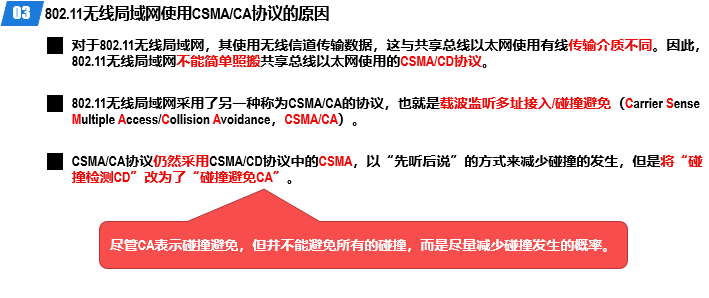 03 802.11无线局域网使用CSMA/CA协议的原因
对于802.11无线局域网，其使用无线信道传输数据，这与共享总线以太网使用有线传输介质不同。因此，
802.11无线局域网不能简单照搬共享总线以太网使用的CSMA/CD协议。
802.11无线局域网采用了另一种称为CSMA/CA的协议，也就是载波监听多址接入/碰撞避免（Carrier Sense
Multiple Access/Collision Avoidance，CSMA/CA）。
CSMA/CA协议仍然采用CSMA/CD协议中的CSMA，以“先听后说”的方式来减少碰撞的发生，但是将“碰
撞检测CD”改为了“碰撞避免CA”。
尽管CA表示碰撞避免，但并不能避免所有的碰撞，而是尽量减少碰撞发生的概率。